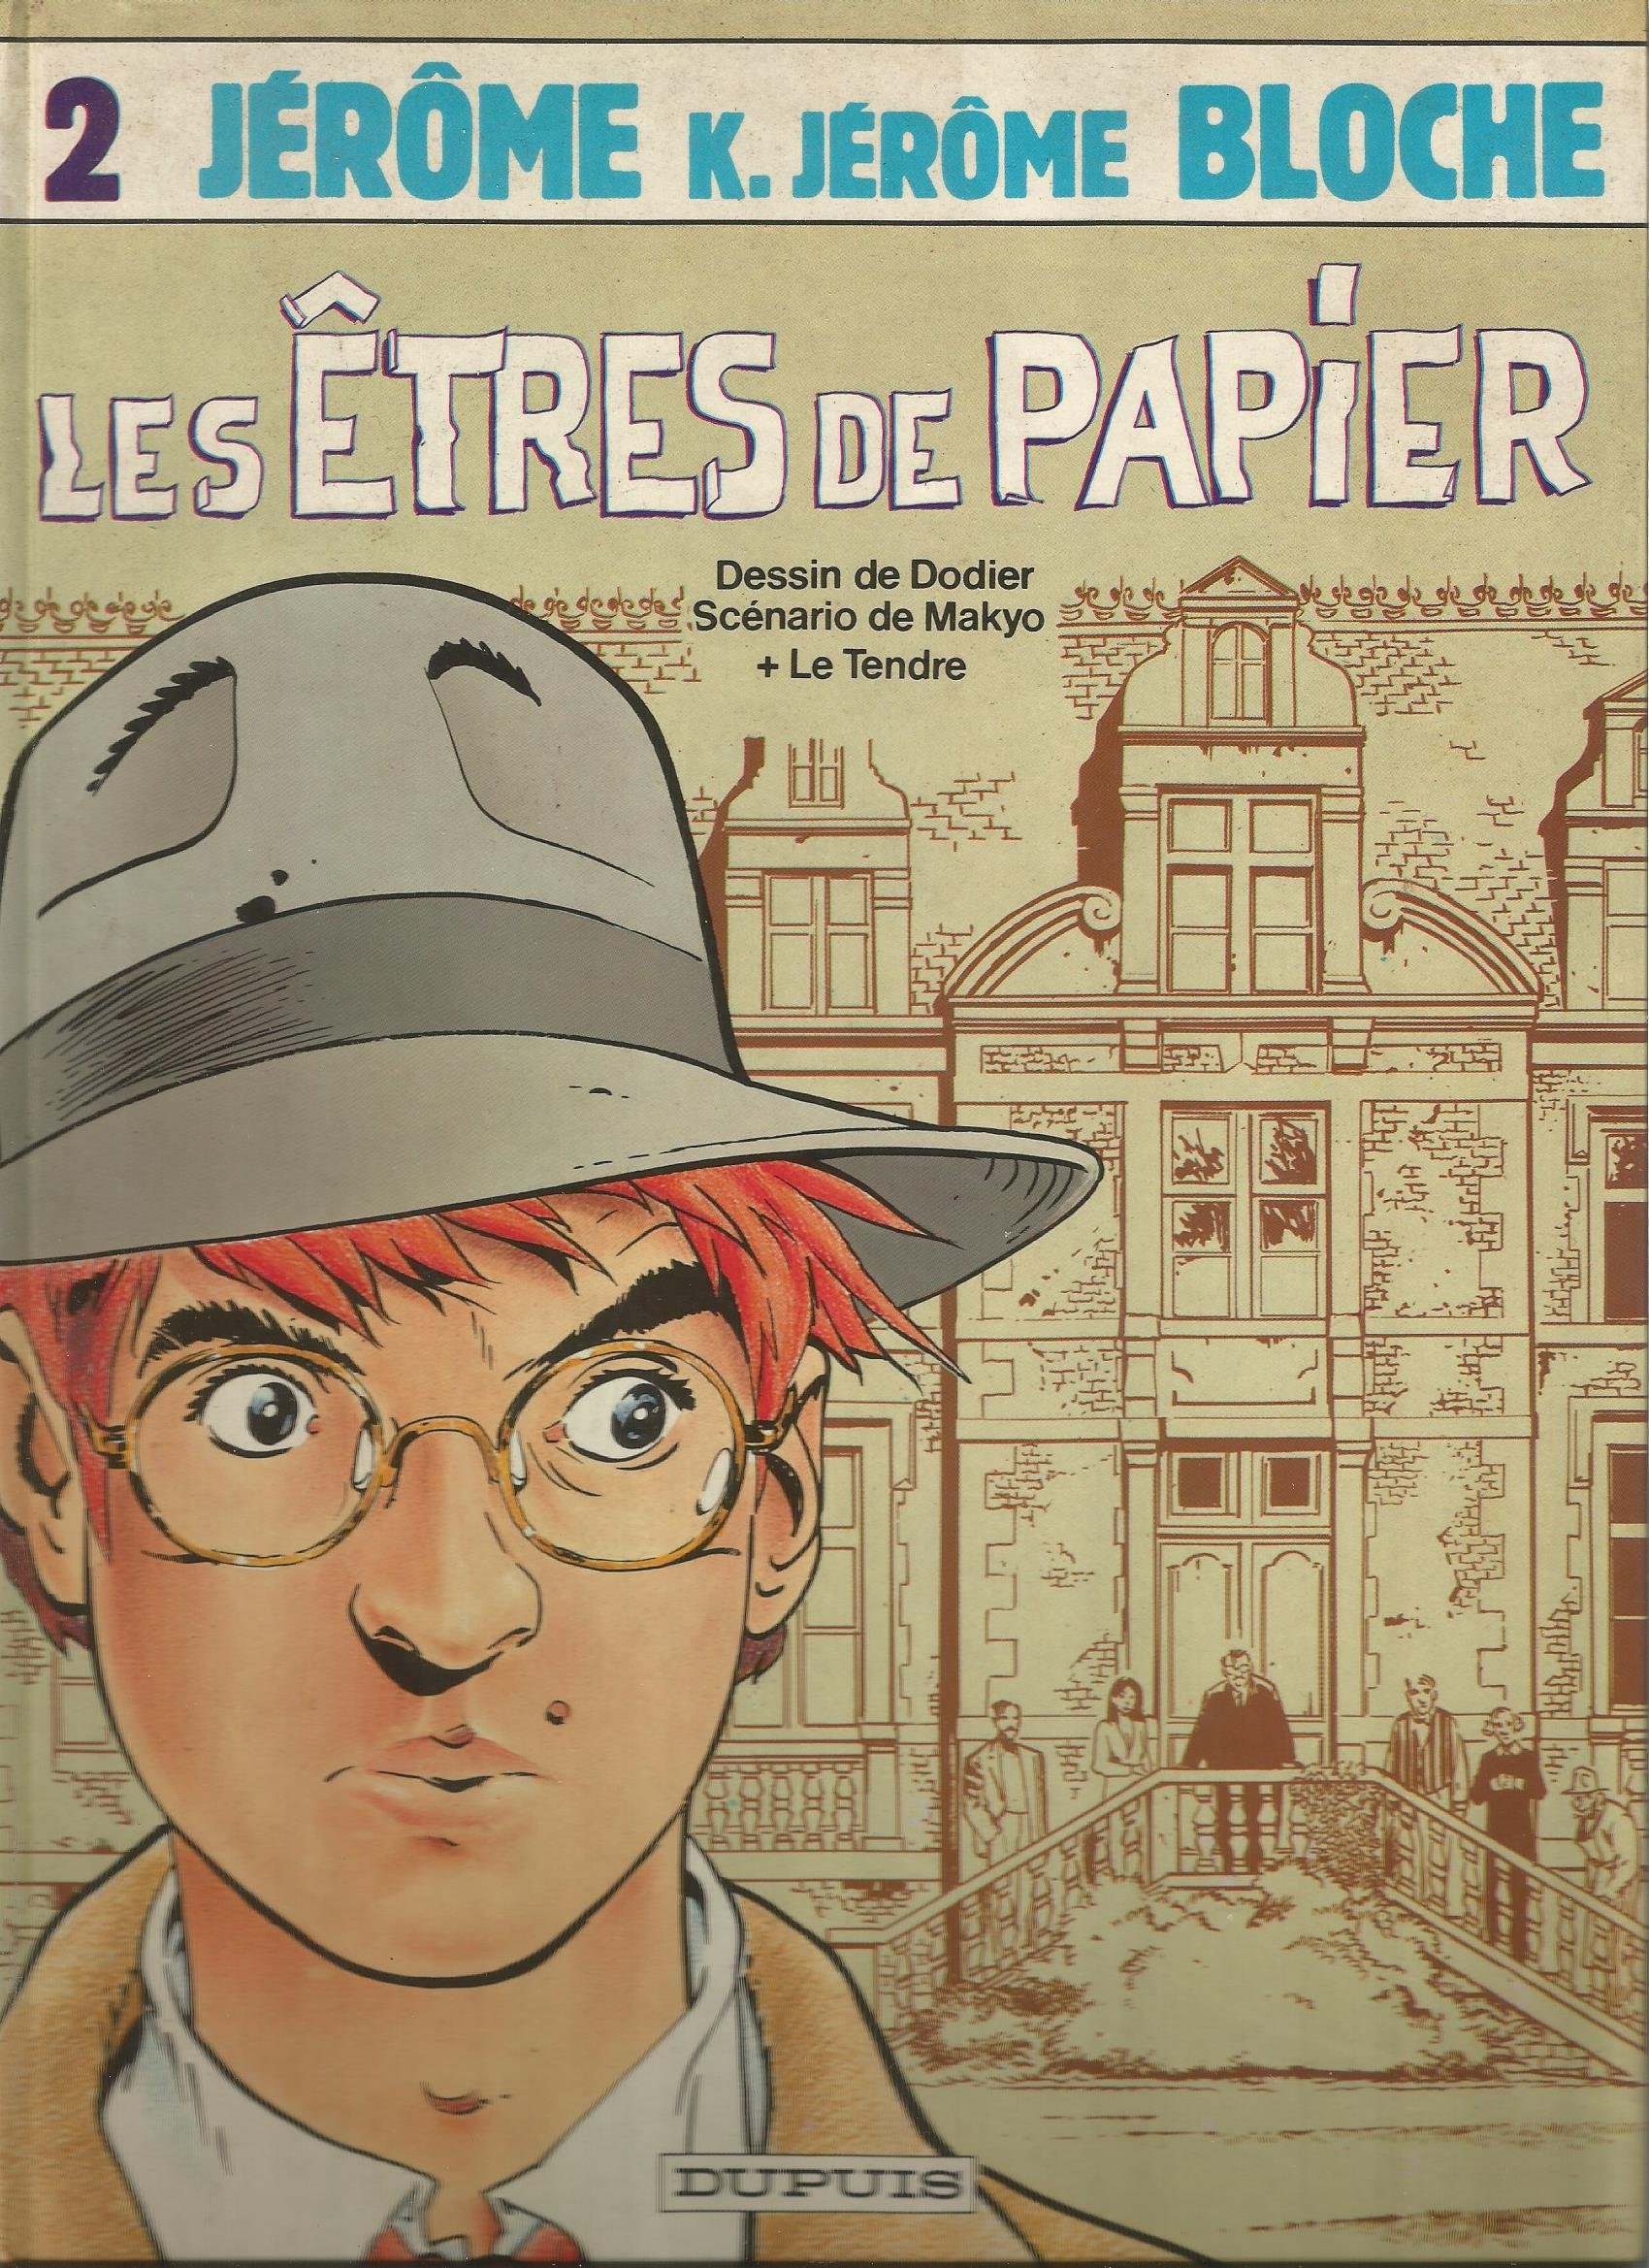 2 JÉRÔME K. JÉRÔME BLOCHE
LES ÊTRES DE PAPiER
Dessin de Dodier
Scénario de Makyo
+ Le Tendre
DUPUIS